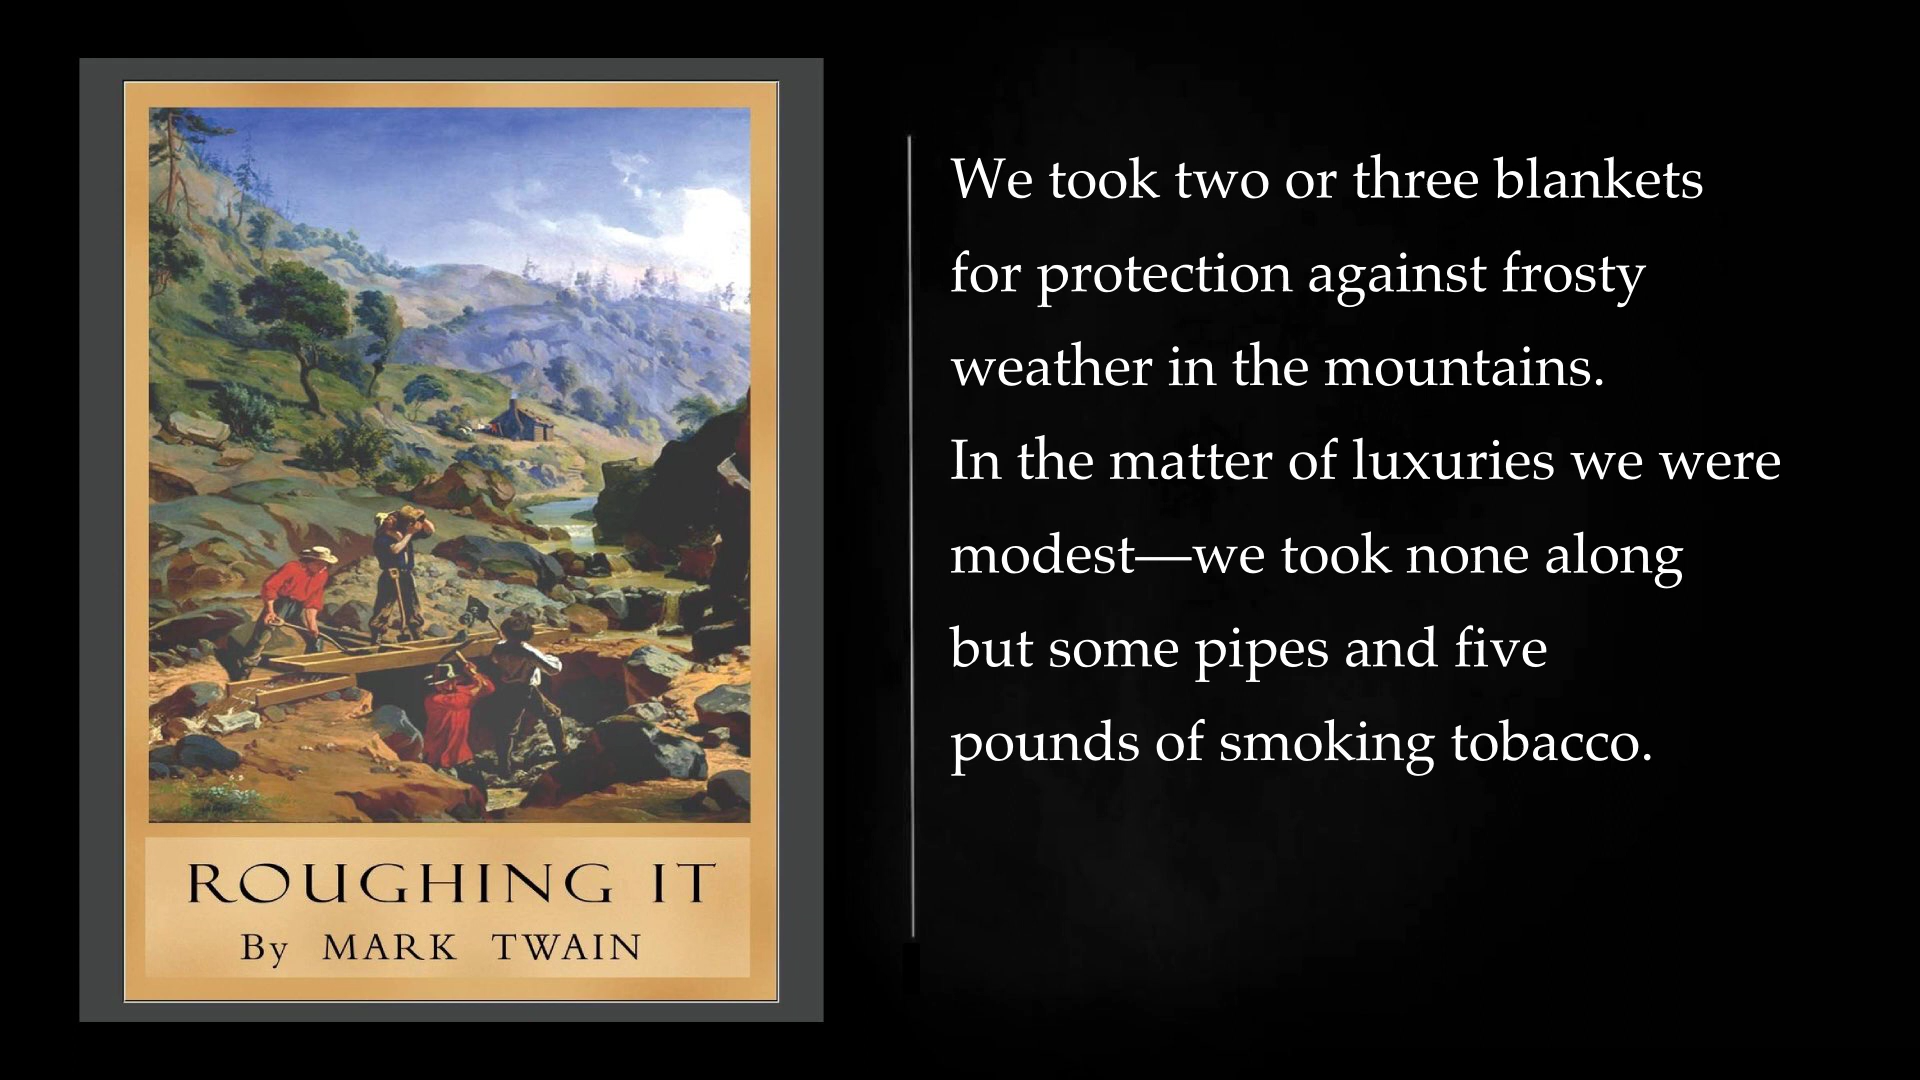 ROUGHING IT
By MARK TWAIN
We took two or three blankets
for protection against frosty
weather in the mountains.
In the matter of luxuries we were
modest—we took none along
but some pipes and five
pounds of smoking tobacco.